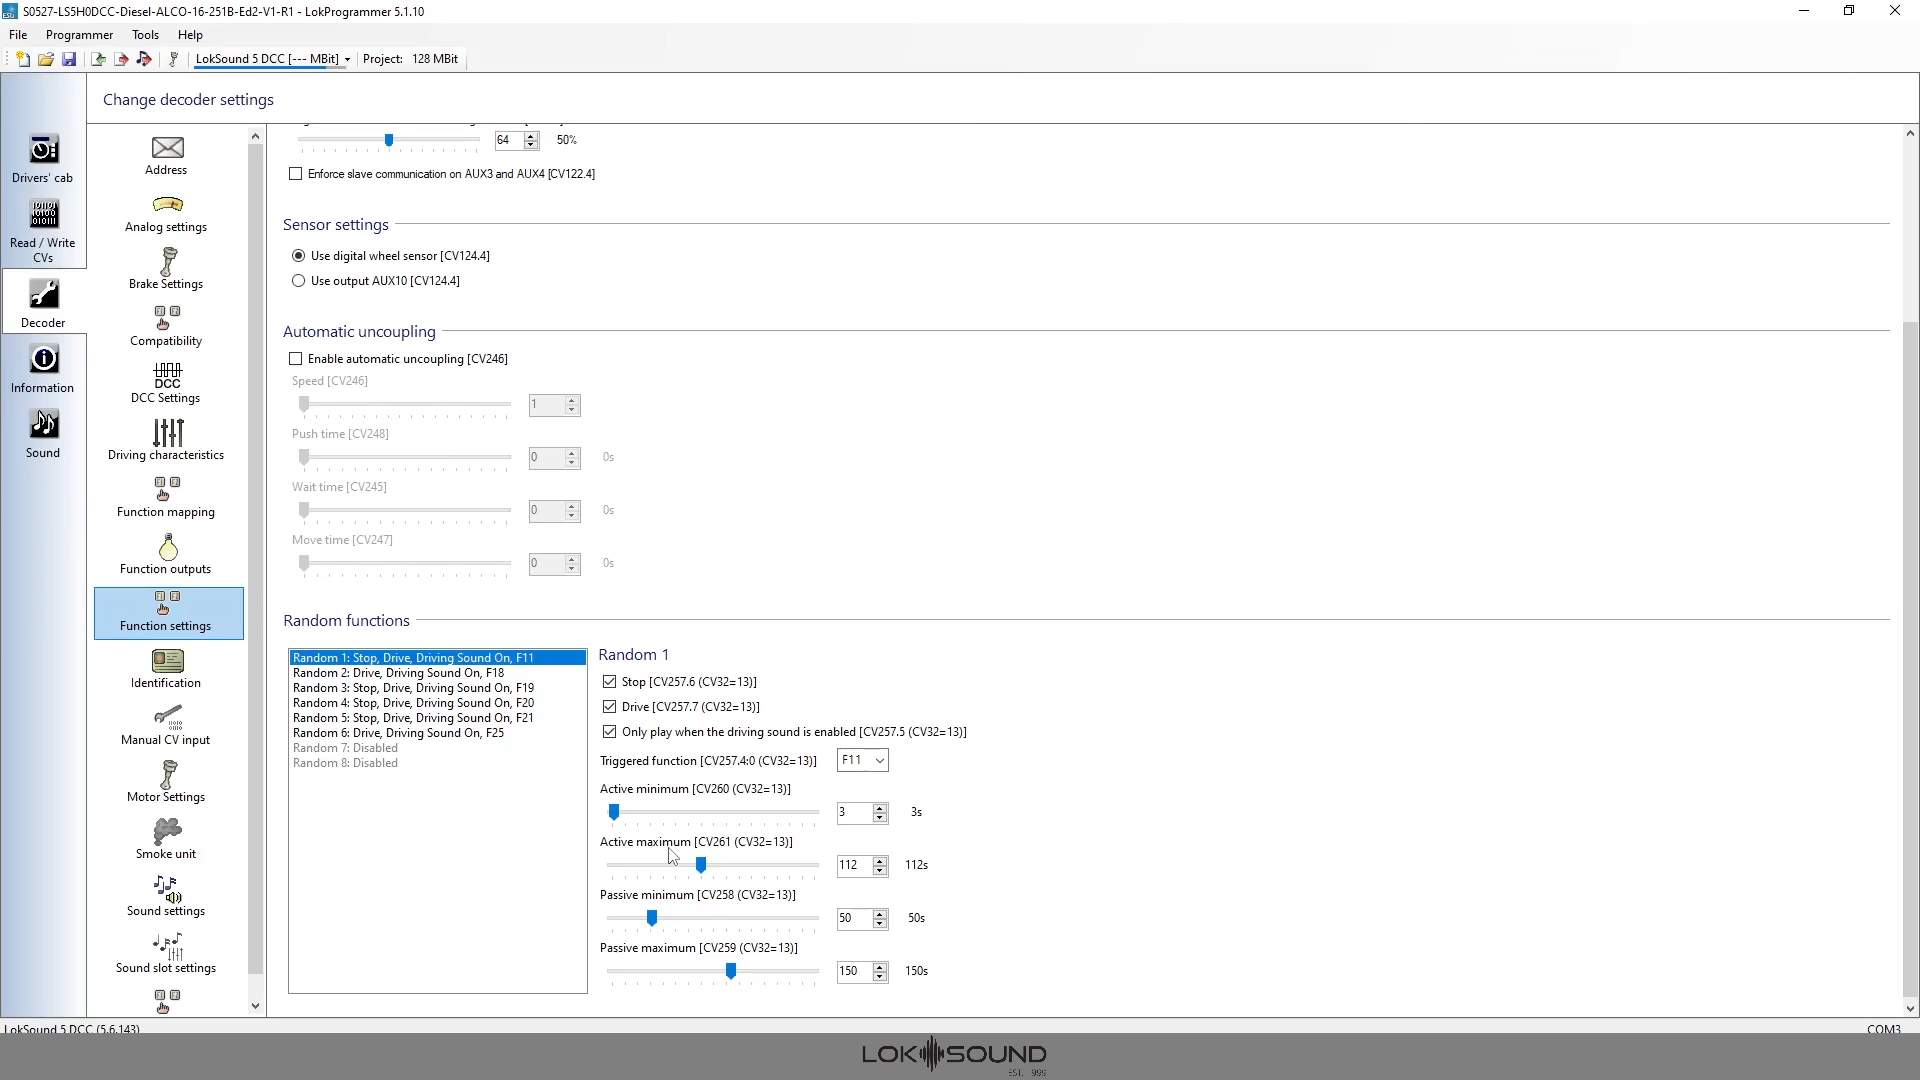 S0527-LS5H0DCC-Diesel-ALCO-16-251B-Ed2-V1-R1 - LokProgrammer 5.1.10
File Programmer Tools Help
LokSound 5 DCC [--- MBit] Project: 128 MBit
Change decoder settings
Drivers' cab
Read / Write
CVs
Decoder
Information
Sound
Address
Analog settings
Brake Settings
Compatibility
DCC
DCC Settings
Driving characteristics
Function mapping
Function outputs
Function settings
Identification
Manual CV input
Motor Settings
Smoke unit
Sound settings
Sound slot settings
64 50%
Enforce slave communication on AUX3 and AUX4 [CV122.4]
Sensor settings
Use digital wheel sensor [CV124.4]
Use output AUX10 [CV124.4]
Automatic uncoupling
Enable automatic uncoupling [CV246]
Speed [CV246]
1
Push time [CV248]
0 0s
Wait time [CV245]
0 0s
Move time [CV247]
0 0s
Random functions
Random 1: Stop, Drive, Driving Sound On, F11
Random 2: Drive, Driving Sound On, F18
Random 3: Stop, Drive, Driving Sound On, F19
Random 4: Stop, Drive, Driving Sound On, F20
Random 5: Stop, Drive, Driving Sound On, F21
Random 6: Drive, Driving Sound On, F25
Random 7: Disabled
Random 8: Disabled
Random 1
Stop [CV257.6 (CV32=13)]
Drive [CV257.7 (CV32=13)]
Only play when the driving sound is enabled [CV257.5 (CV32=13)]
Triggered function [CV257.4:0 (CV32=13)] F11
Active minimum [CV260 (CV32=13)]
3 3s
Active maximum [CV261 (CV32=13)]
112 112s
Passive minimum [CV258 (CV32=13)]
50 50s
Passive maximum [CV259 (CV32=13)]
150 150s
LokSound 5 DCC (5.6.143) COM3
LOKSOUND
EST. 999